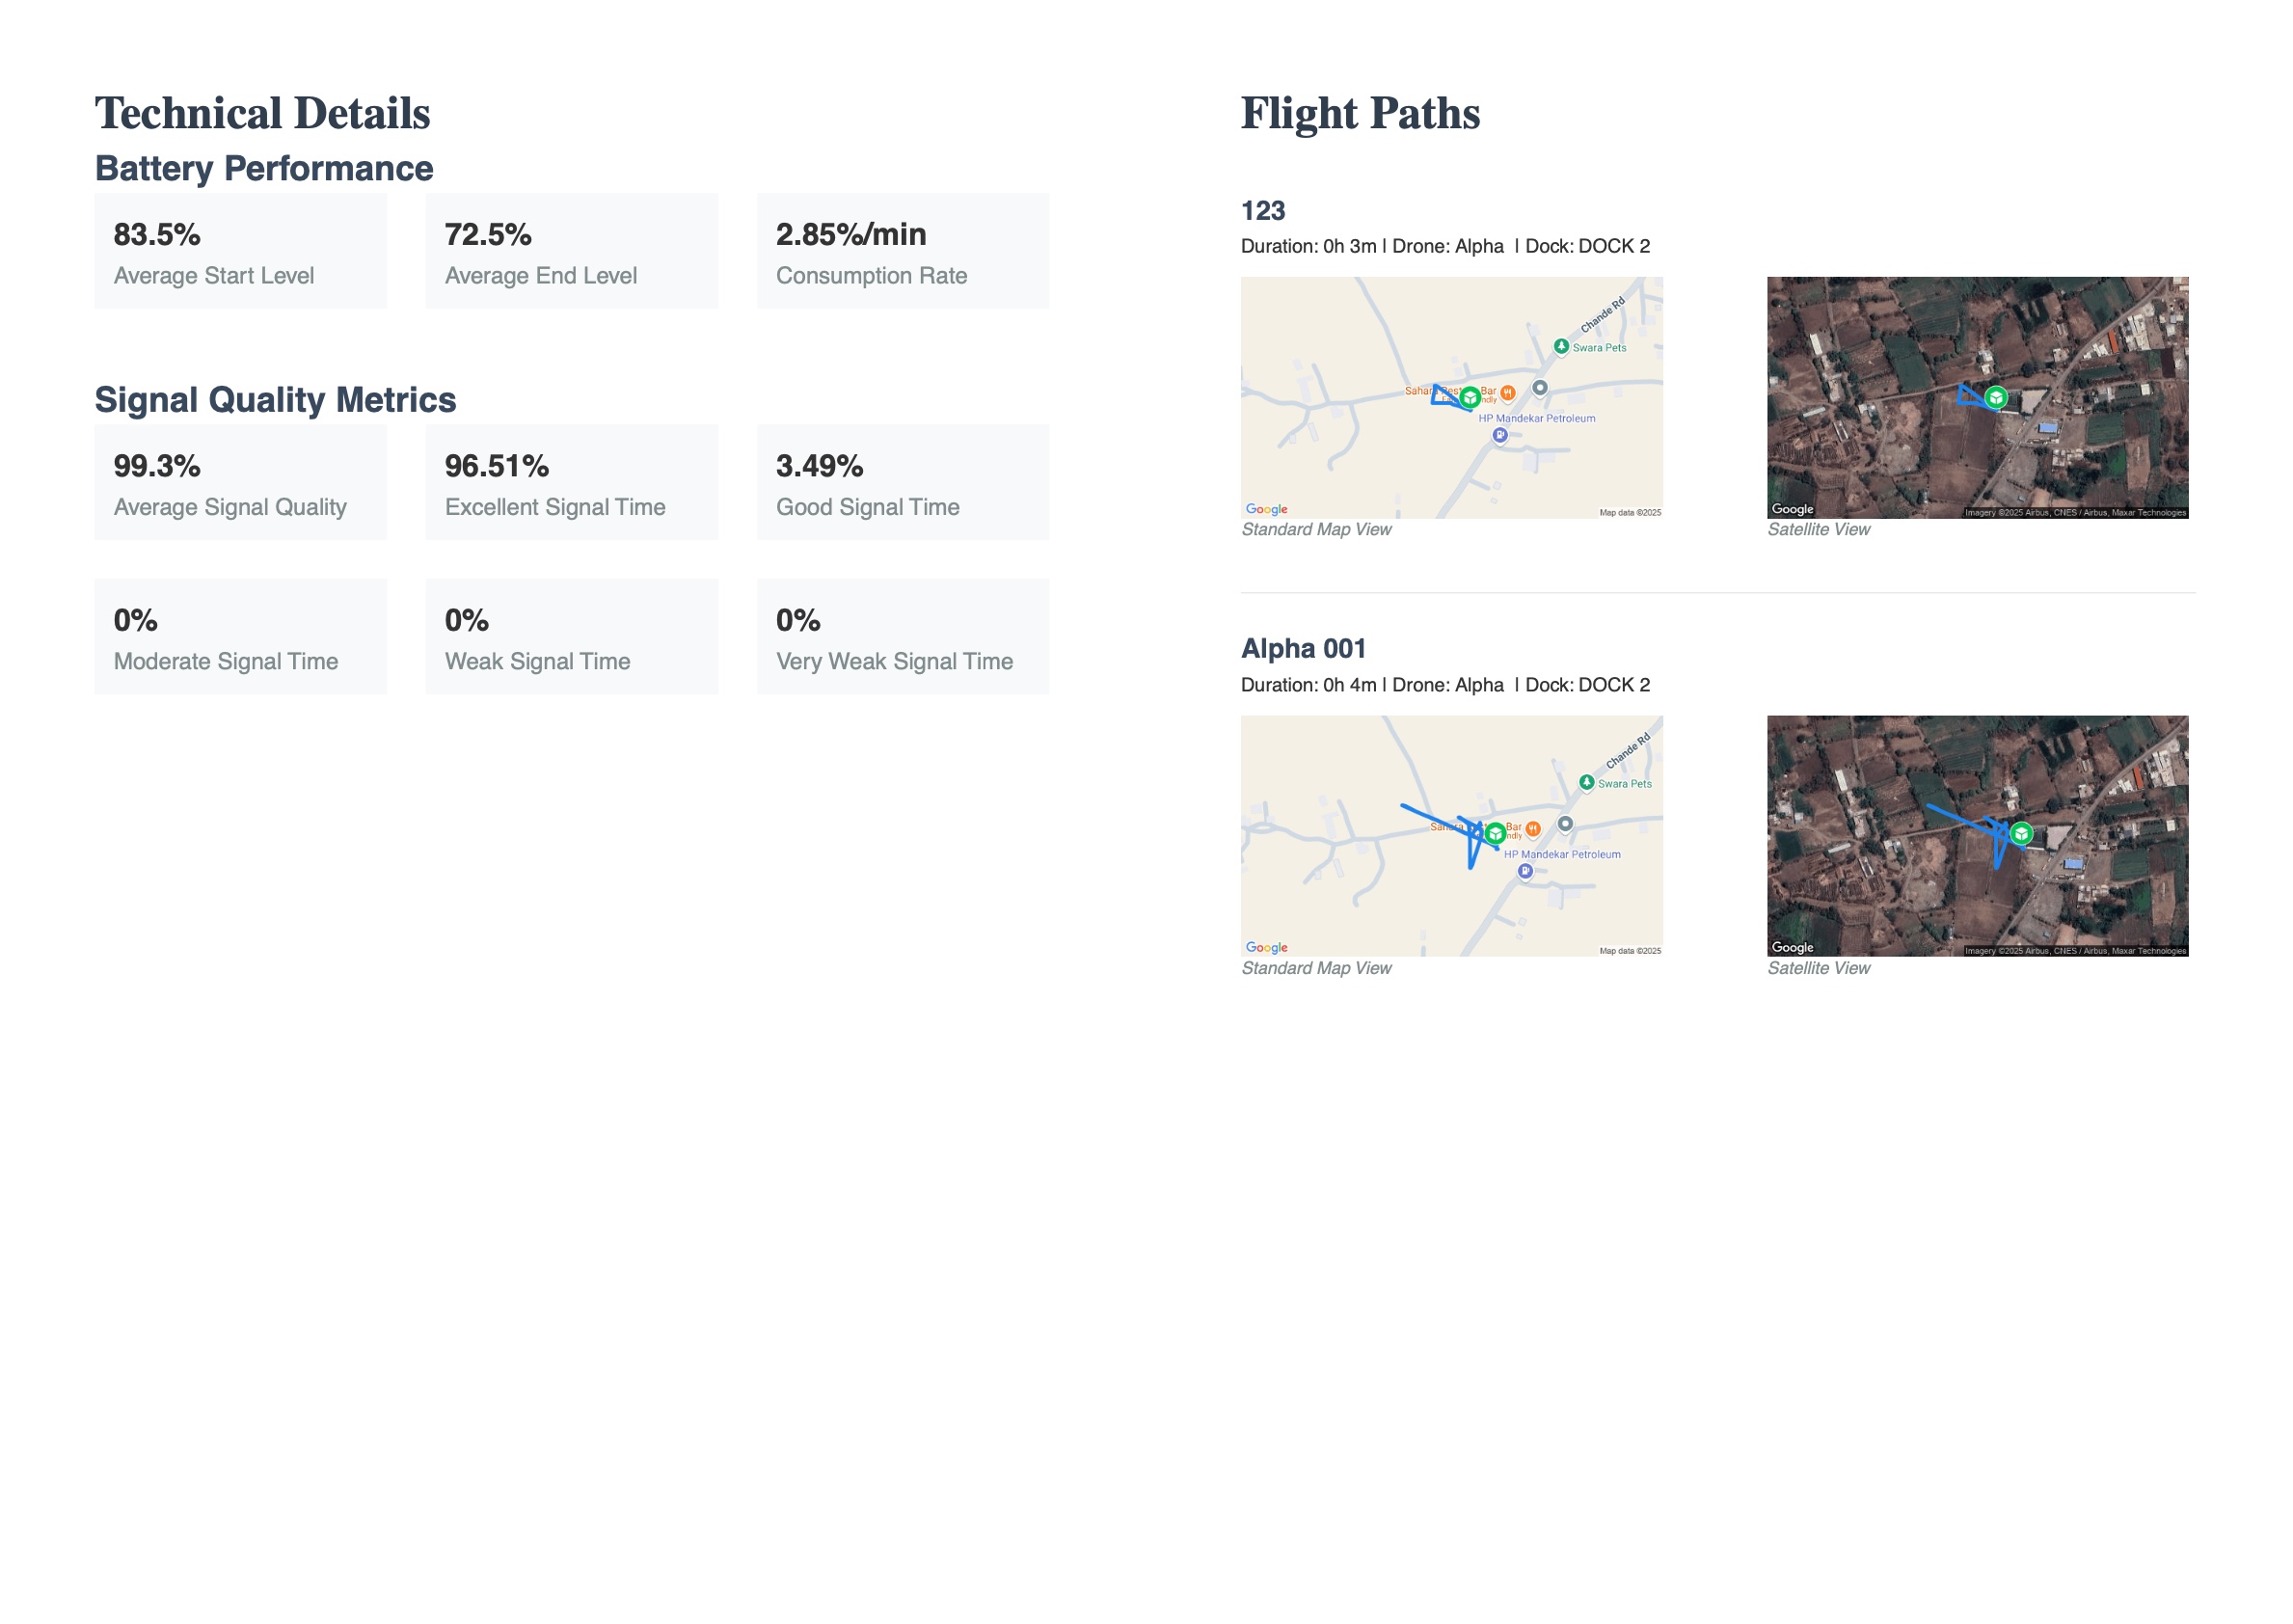 Technical Details
Battery Performance
83.5%
Average Start Level
72.5%
Average End Level
2.85%/min
Consumption Rate
Signal Quality Metrics
99.3%
Average Signal Quality
96.51%
Excellent Signal Time
3.49%
Good Signal Time
0%
Moderate Signal Time
0%
Weak Signal Time
0%
Very Weak Signal Time
Flight Paths
123
Duration: 0h 3m | Drone: Alpha | Dock: DOCK 2
Chande Rd
Swara Pets
Bar
HP Mandekar Petroleum
Google
Map data ©2025
Standard Map View
Google
Imagery ©2025 Airbus, CNES / Airbus, Maxar Technologies
Satellite View
Alpha 001
Duration: 0h 4m | Drone: Alpha | Dock: DOCK 2
Chande Rd
Swara Pets
Bar
HP Mandekar Petroleum
Google
Map data ©2025
Standard Map View
Google
Imagery ©2025 Airbus, CNES / Airbus, Maxar Technologies
Satellite View